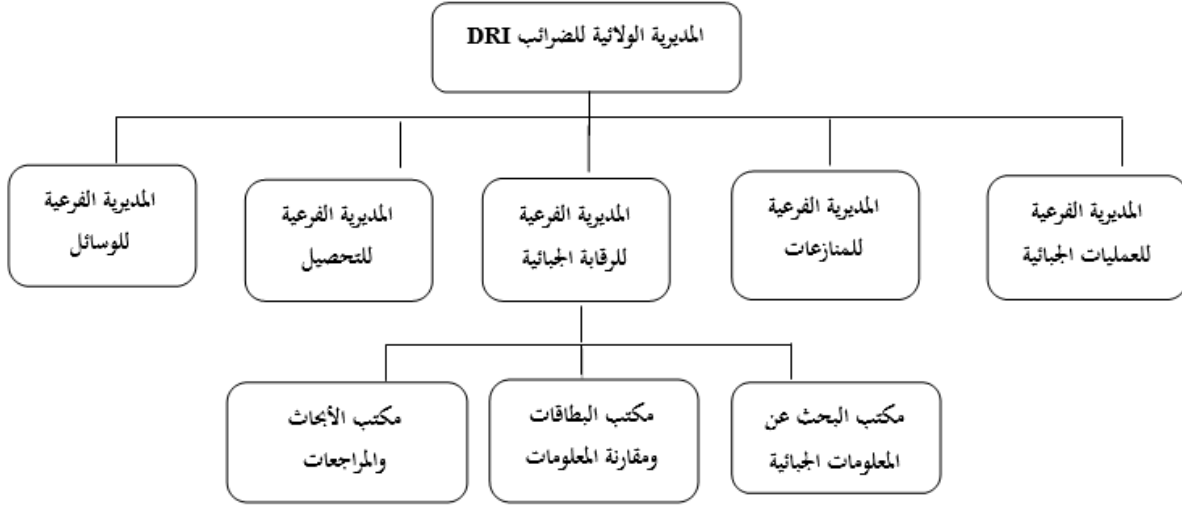 المديرية الولائية للضرائب DRI
المديرية الفرعية
للعمليات الجبائية
المديرية الفرعية
للمنازعات
المديرية الفرعية
للرقابة الجبائية
المديرية الفرعية
للتحصيل
المديرية الفرعية
للوسائل
مكتب البحث عن
المعلومات الجبائية
مكتب البطاقات
ومقارنة المعلومات
مكتب الأبحاث
والمراجعات